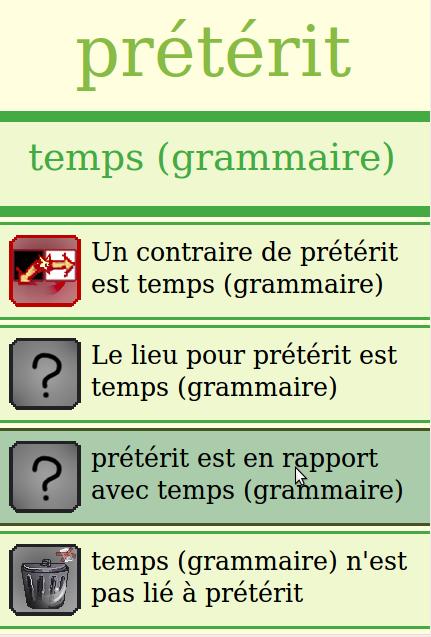 prétérit
temps (grammaire)
Un contraire de prétérit
est temps (grammaire)
Le lieu pour prétérit est
temps (grammaire)
prétérit est en rapport
avec temps (grammaire)
temps (grammaire) n'est
pas lié à prétérit